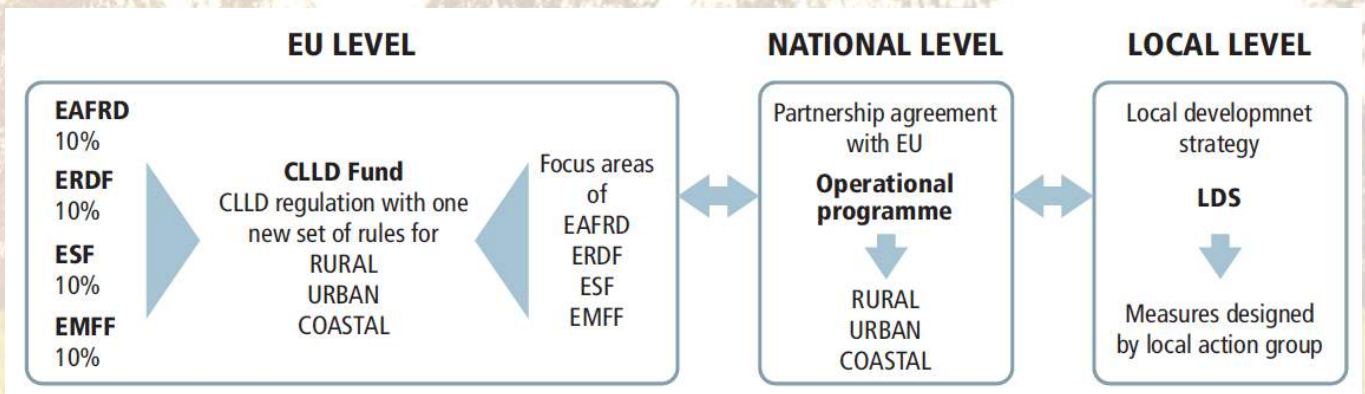 EU LEVEL
EAFRD
10%
ERDF
10%
ESF
10%
EMFF
10%
CLLD Fund
CLLD regulation with one
new set of rules for
RURAL
URBAN
COASTAL
Focus areas
of
EAFRD
ERDF
ESF
EMFF
NATIONAL LEVEL
Partnership agreement
with EU
Operational
programme
RURAL
URBAN
COASTAL
LOCAL LEVEL
Local developmnet
strategy
LDS
Measures designed
by local action group